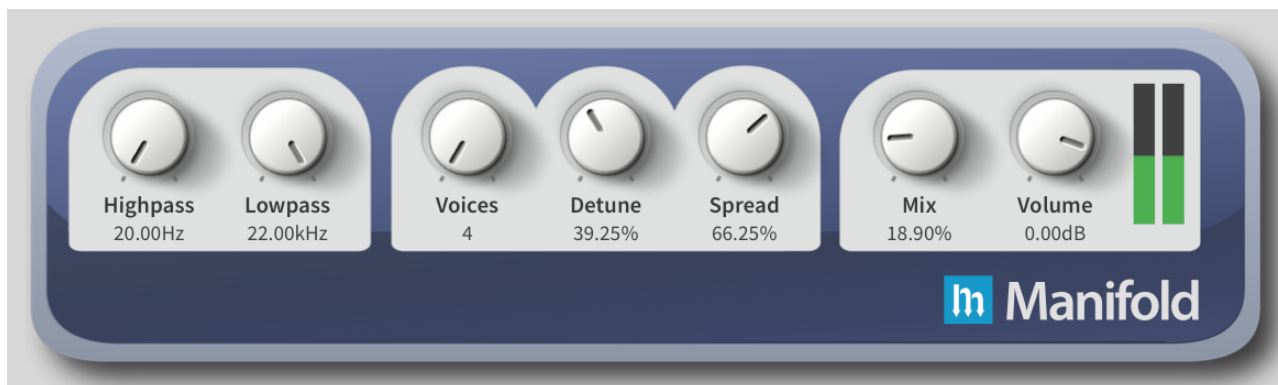 Highpass Lowpass Voices Detune Spread Mix Volume
20.00Hz 22.00kHz 4 39.25% 66.25% 18.90% 0.00dB
m Manifold